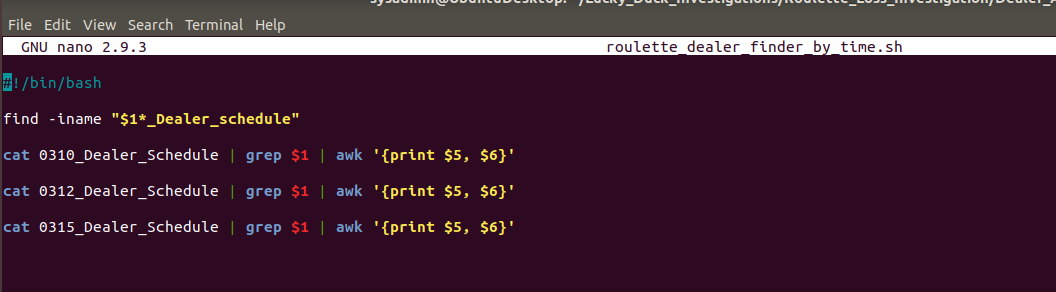 sysadmin@UbuntuDesktop: ~/Lucky_Duck_Investigations/Roulette_Loss_Investigation/Dealer_A
File Edit View Search Terminal Help
GNU nano 2.9.3 roulette_dealer_finder_by_time.sh
#!/bin/bash
find -iname "$1*_Dealer_schedule"
cat 0310_Dealer_Schedule | grep $1 | awk '{print $5, $6}'
cat 0312_Dealer_Schedule | grep $1 | awk '{print $5, $6}'
cat 0315_Dealer_Schedule | grep $1 | awk '{print $5, $6}'